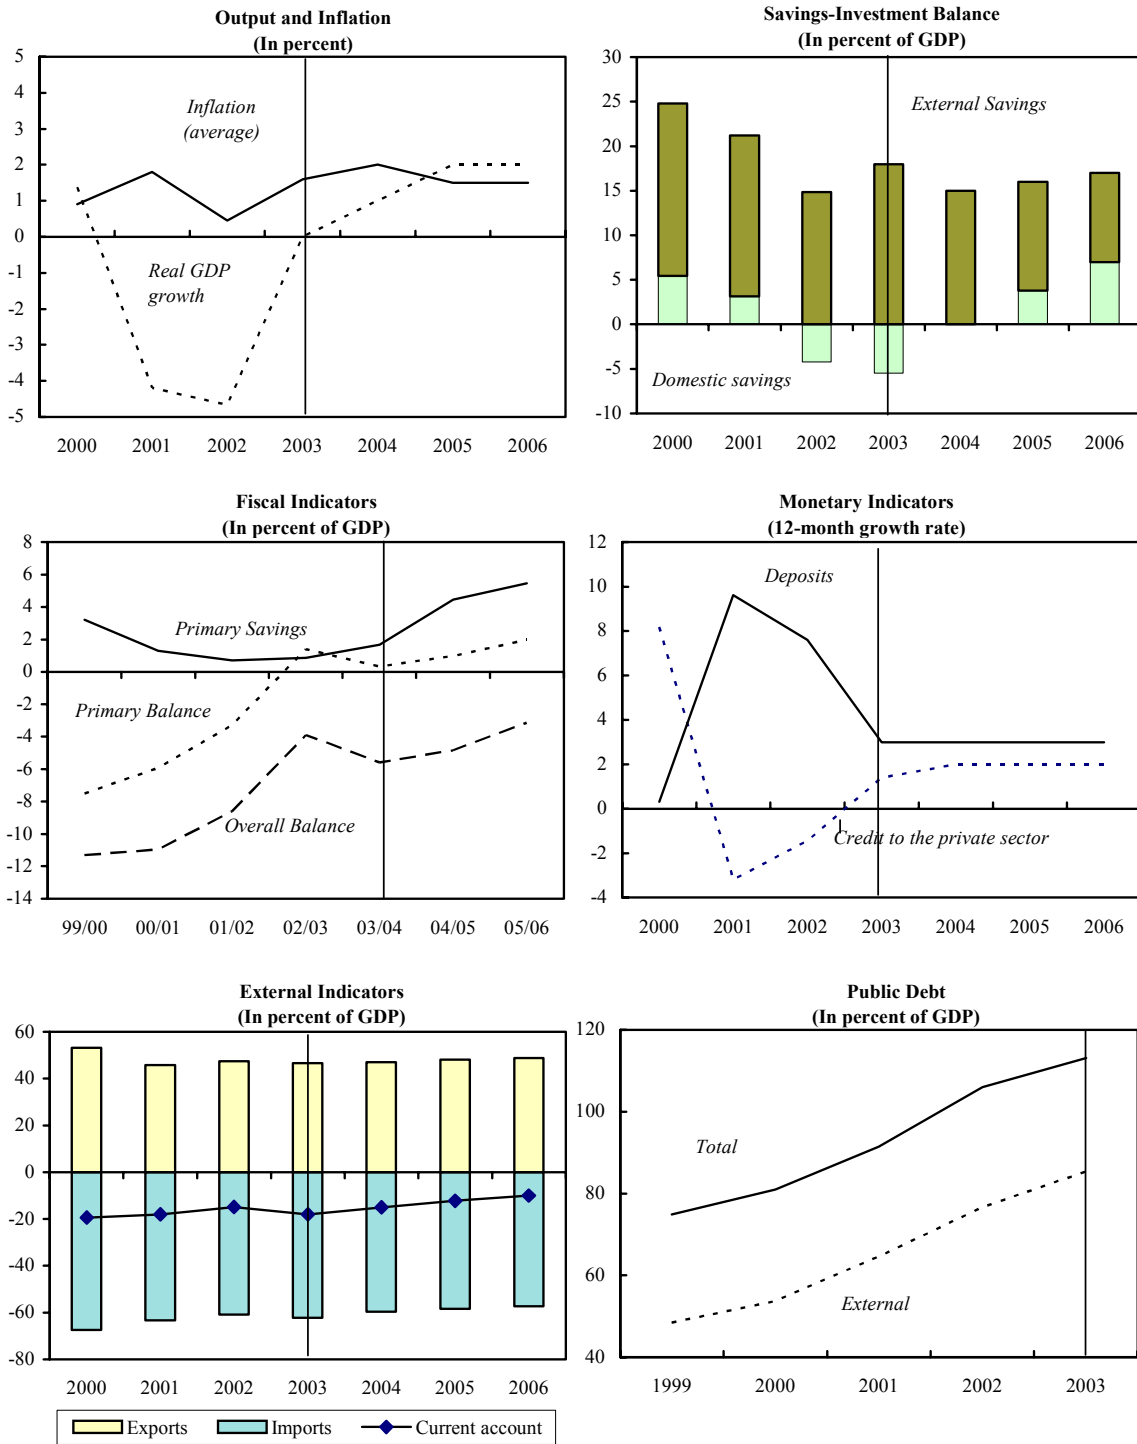 Output and Inflation
(In percent)
5
4
3
2
1
0
-1
-2
-3
-4
-5
Inflation
(average)
Real GDP
growth
2000 2001 2002 2003 2004 2005 2006
Savings-Investment Balance
(In percent of GDP)
30
25
20
15
10
5
0
-5
-10
External Savings
Domestic savings
2000 2001 2002 2003 2004 2005 2006
Fiscal Indicators
(In percent of GDP)
8
6
4
2
0
-2
-4
-6
-8
-10
-12
-14
Primary Savings
Primary Balance
Overall Balance
99/00 00/01 01/02 02/03 03/04 04/05 05/06
Monetary Indicators
(12-month growth rate)
12
10
8
6
4
2
0
-2
-4
Deposits
Credit to the private sector
2000 2001 2002 2003 2004 2005 2006
External Indicators
(In percent of GDP)
60
40
20
0
-20
-40
-60
-80
2000 2001 2002 2003 2004 2005 2006
Exports Imports Current account
Public Debt
(In percent of GDP)
120
100
80
60
40
Total
External
1999 2000 2001 2002 2003